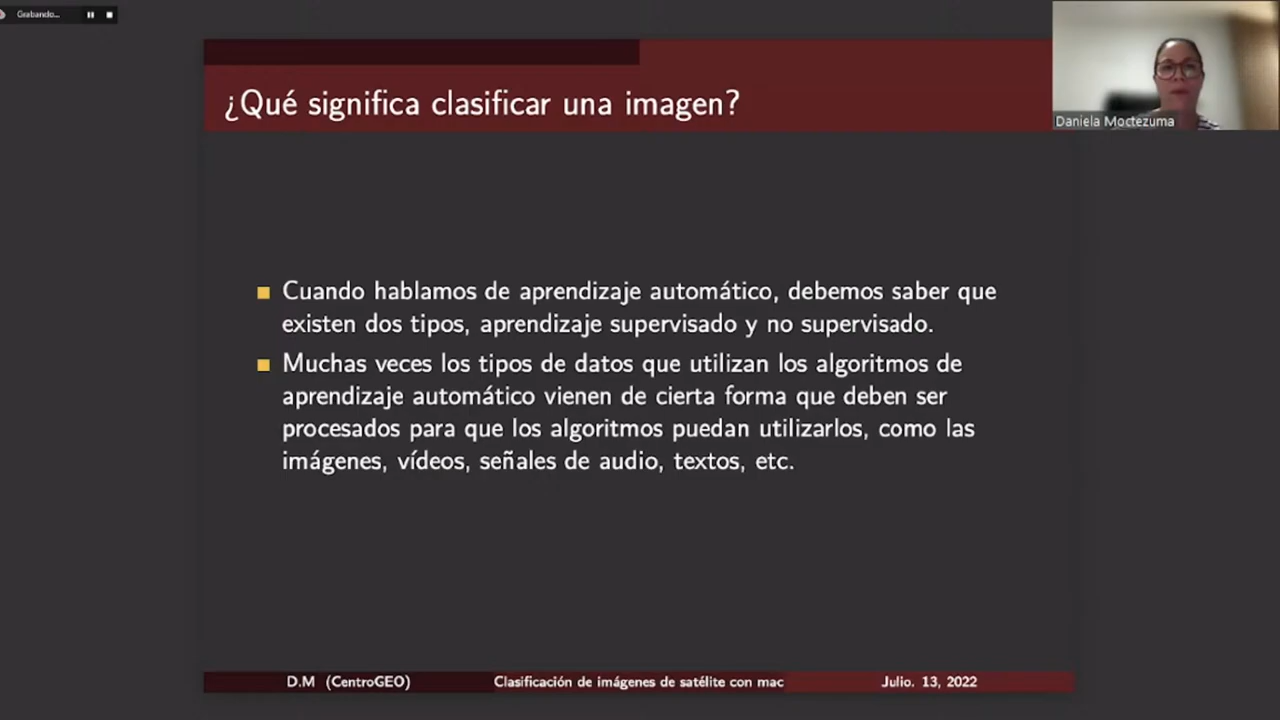 Grabando...
¿Qué significa clasificar una imagen?
Daniela Moctezuma
Cuando hablamos de aprendizaje automático, debemos saber que
existen dos tipos, aprendizaje supervisado y no supervisado.
Muchas veces los tipos de datos que utilizan los algoritmos de
aprendizaje automático vienen de cierta forma que deben ser
procesados para que los algoritmos puedan utilizarlos, como las
imágenes, vídeos, señales de audio, textos, etc.
D.M (CentroGEO) Clasificación de imágenes de satélite con mac Julio. 13, 2022